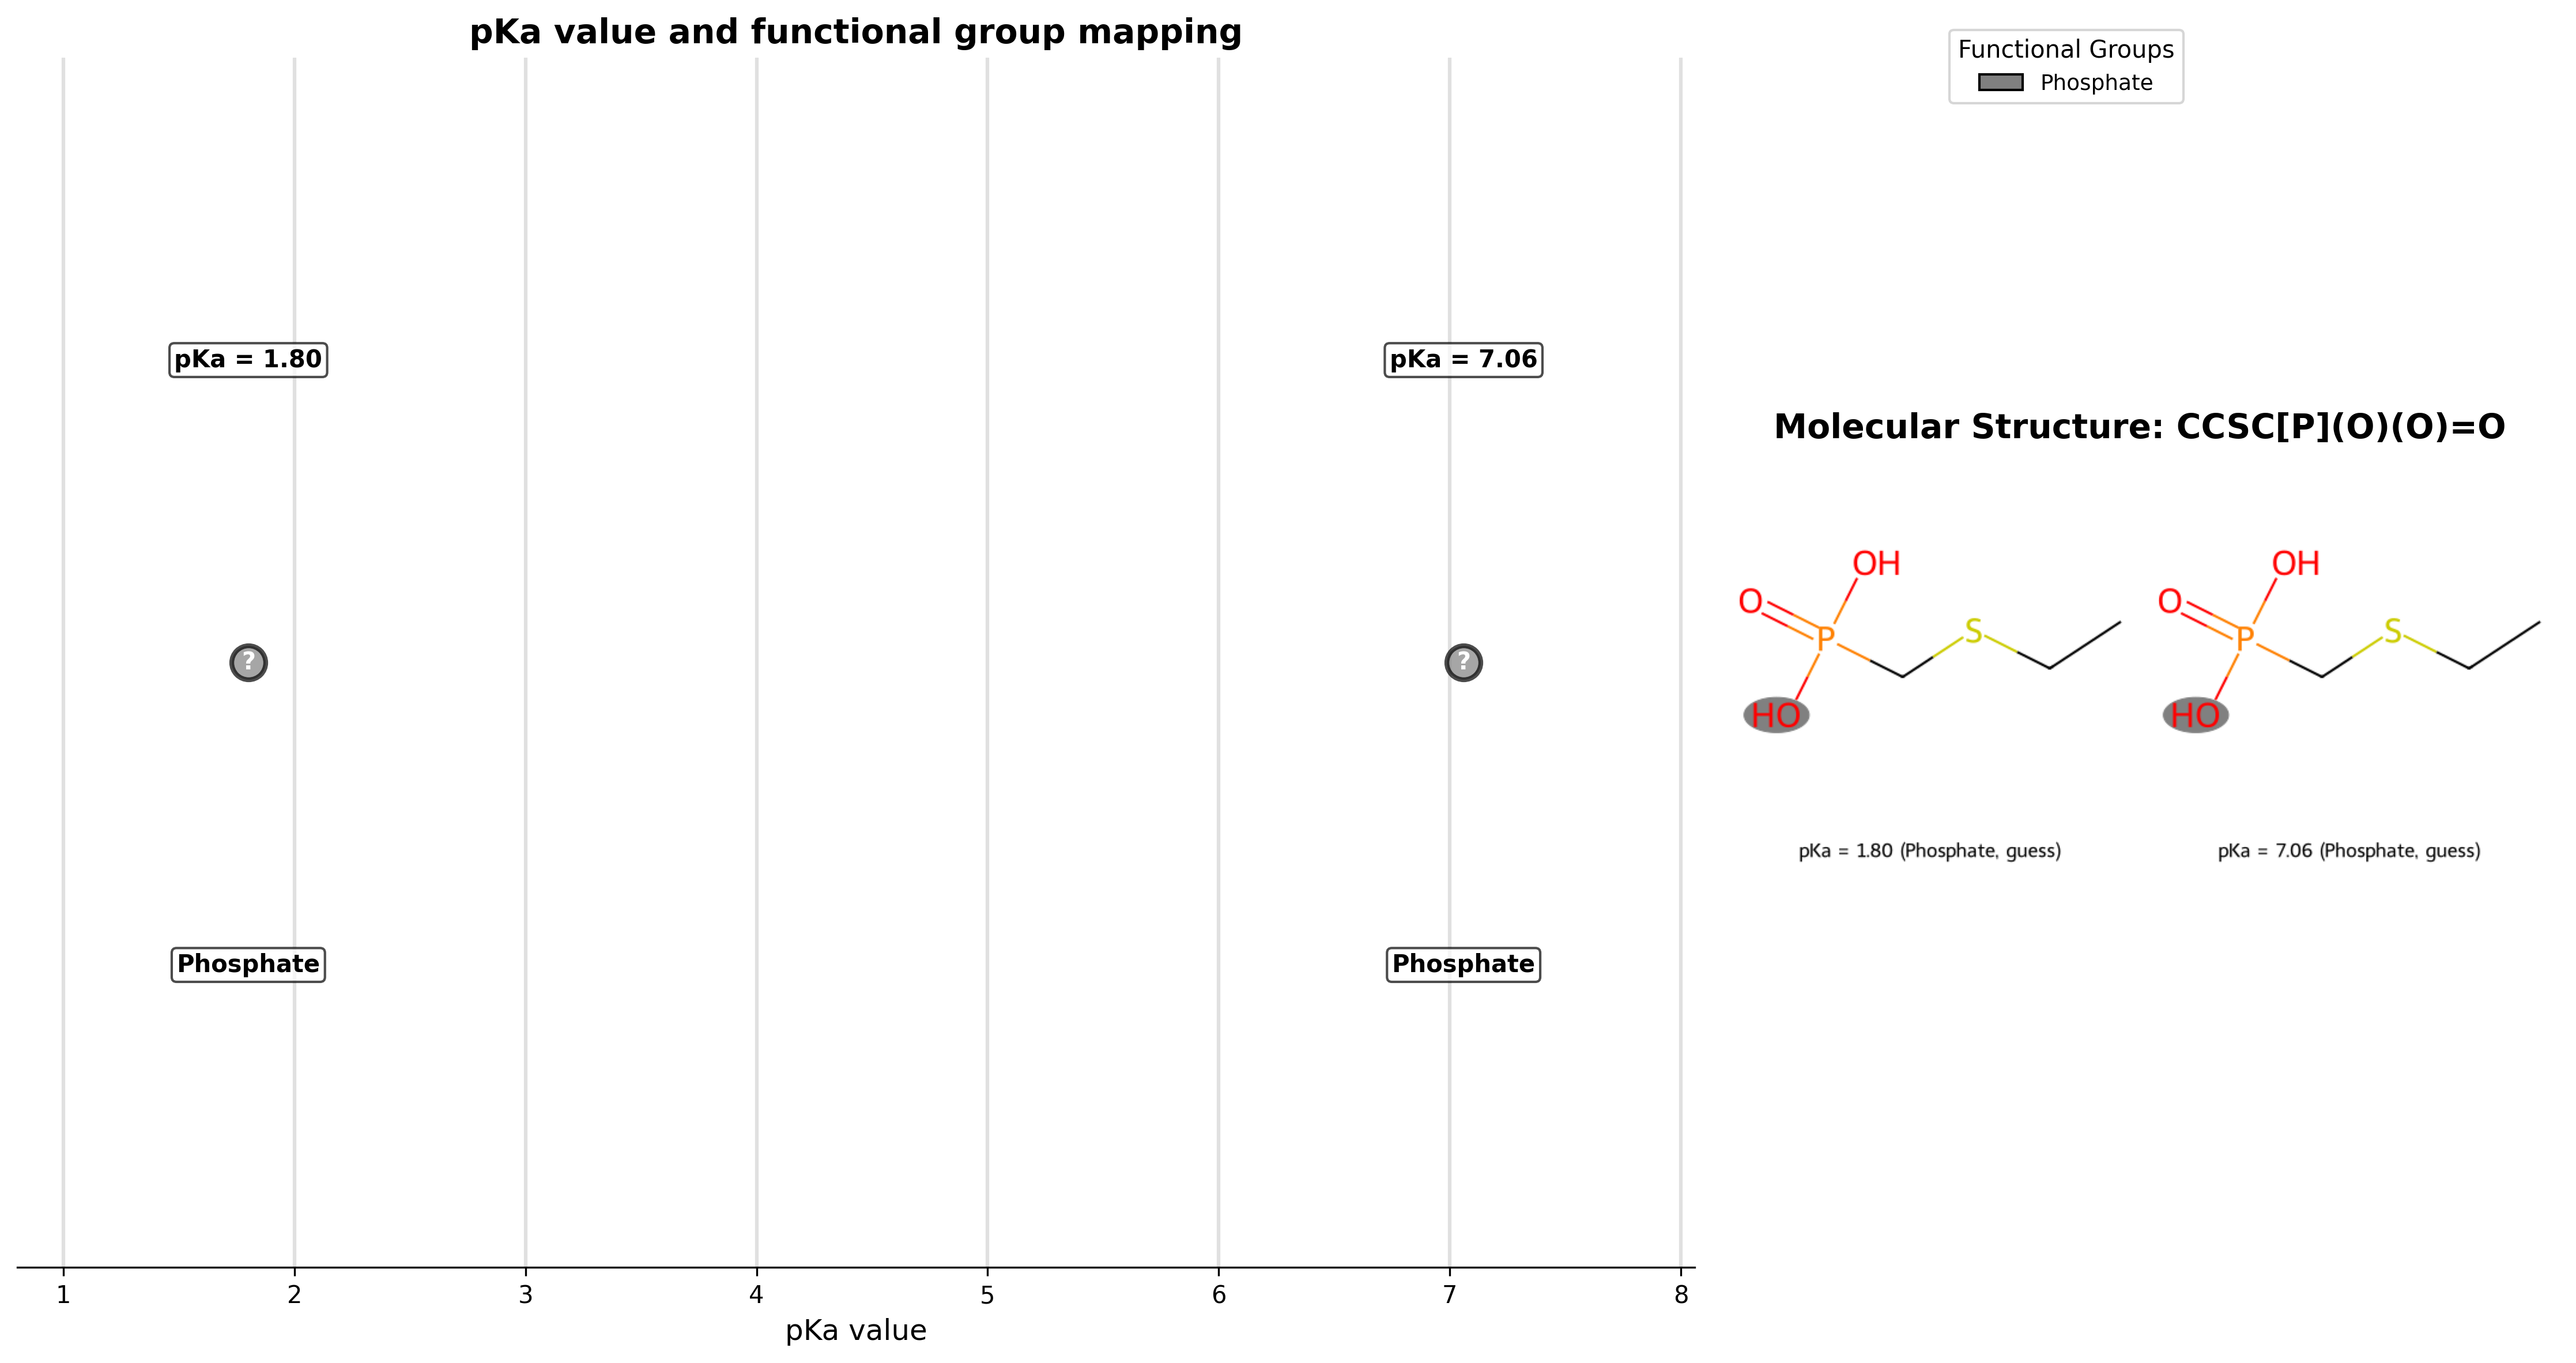 pKa value and functional group mapping
Functional Groups
Phosphate
pKa = 1.80
pKa = 7.06
Molecular Structure: CCSC[P](O)(O)=O
OH
O
P
S
HO
OH
O
P
S
HO
?
?
pKa = 1.80 (Phosphate, guess)
pKa = 7.06 (Phosphate, guess)
Phosphate
Phosphate
1 2 3 4 5 6 7 8
pKa value